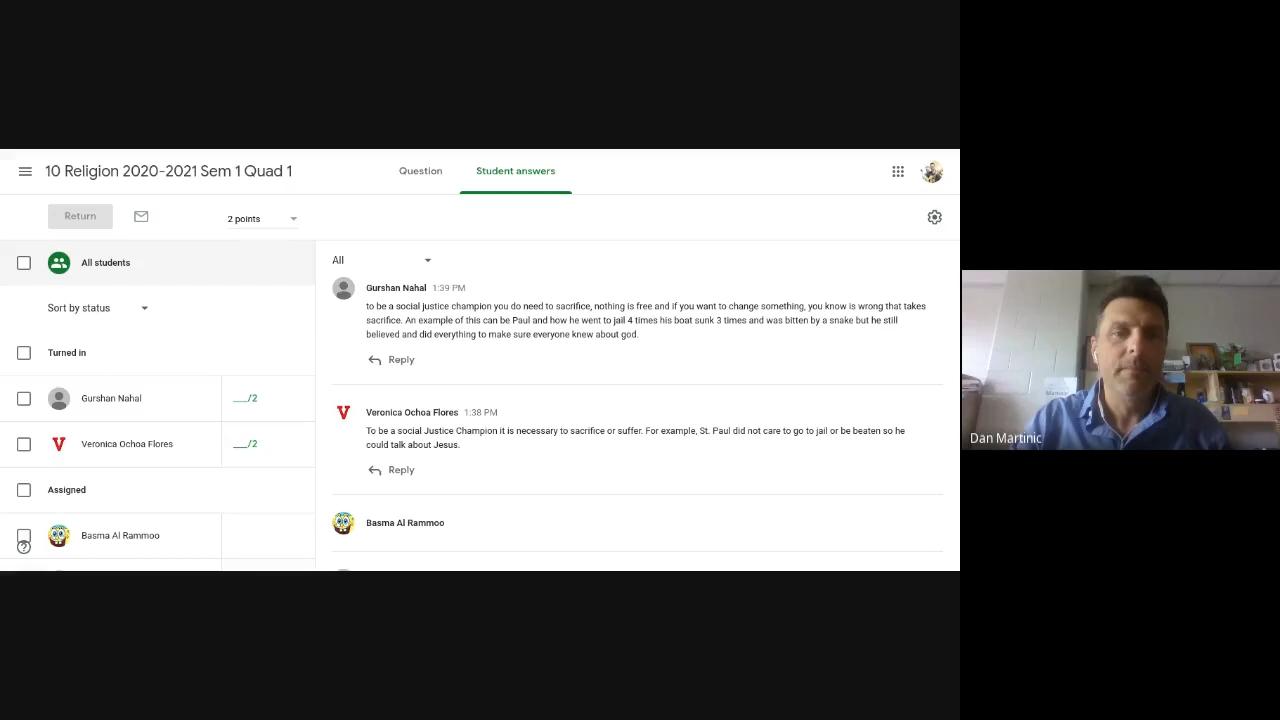 10 Religion 2020-2021 Sem 1 Quad 1
Question
Student answers
Return
2 points
All students
Sort by status
Turned in
Gurshan Nahal
___/2
Veronica Ochoa Flores
___/2
Assigned
Basma Al Rammoo
All
Gurshan Nahal 1:39 PM
to be a social justice champion you do need to sacrifice, nothing is free and if you want to change something, you know is wrong that takes
sacrifice. An example of this can be Paul and how he went to jail 4 times his boat sunk 3 times and was bitten by a snake but he still
believed and did everything to make sure everyone knew about god.
Reply
V
Veronica Ochoa Flores 1:38 PM
To be a social Justice Champion it is necessary to sacrifice or suffer. For example, St. Paul did not care to go to jail or be beaten so he
could talk about Jesus.
Reply
Basma Al Rammoo
Dan Martinic